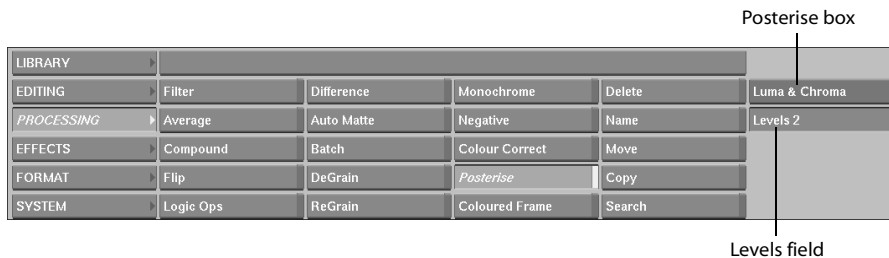 Posterise box
LIBRARY
EDITING Filter Difference Monochrome Delete Luma & Chroma
PROCESSING Average Auto Matte Negative Name Levels 2
EFFECTS Compound Batch Colour Correct Move
FORMAT Flip DeGrain Posterise Copy
SYSTEM Logic Ops ReGrain Coloured Frame Search
Levels field